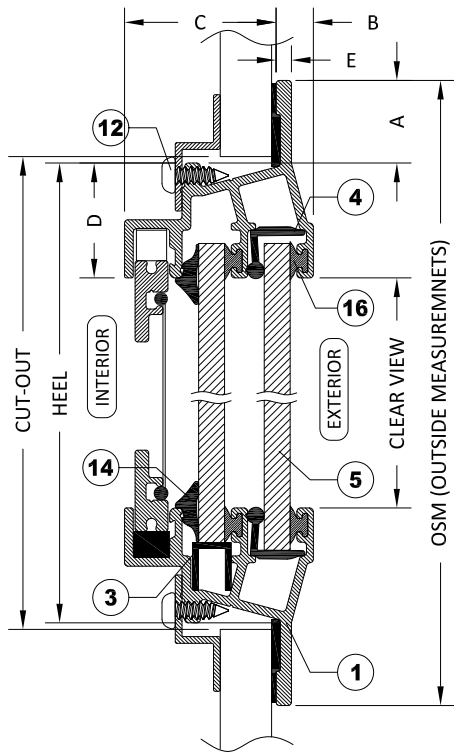 C
B
E
A
12
4
D
16
CUT-OUT
HEEL
INTERIOR
EXTERIOR
CLEAR VIEW
OSM (OUTSIDE MEASUREMNETS)
14
5
3
1